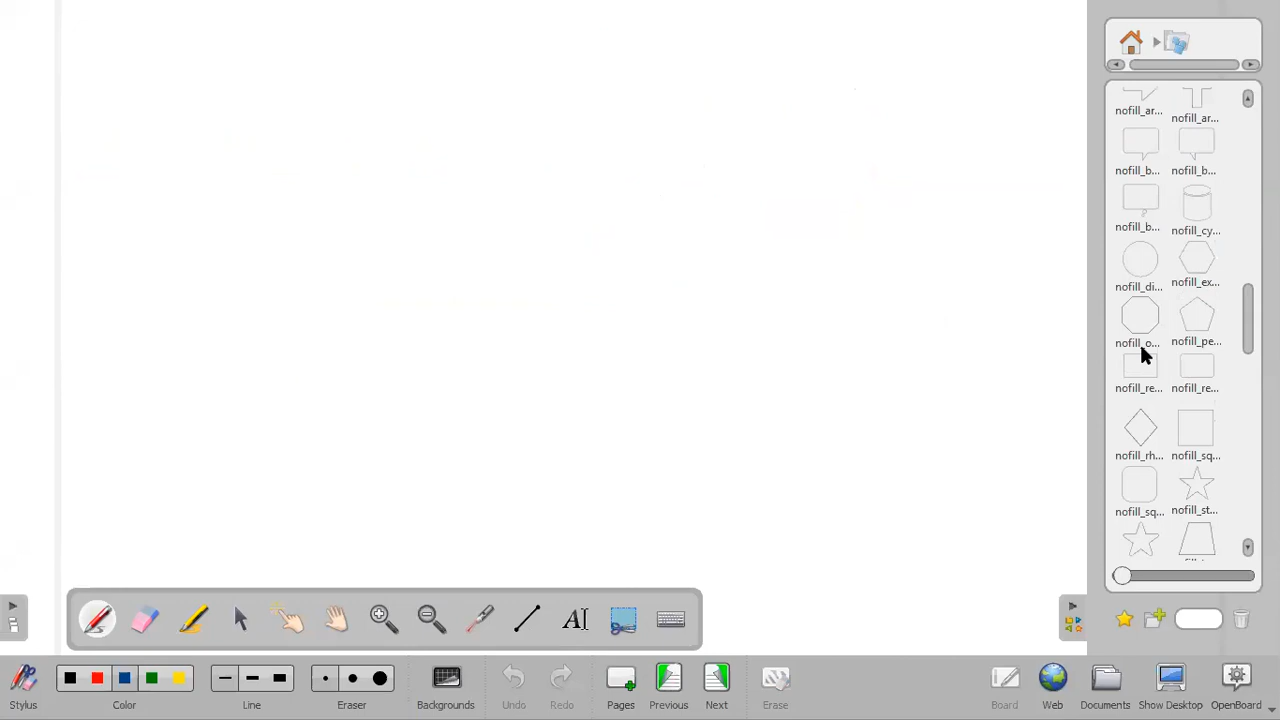 nofill_ar... nofill_ar...
nofill_b... nofill_b...
nofill_b... nofill_cy...
nofill_di... nofill_ex...
nofill_o... nofill_pe...
nofill_re... nofill_re...
nofill_rh... nofill_sq...
nofill_sq... nofill_st...
Stylus Color Line Eraser Backgrounds Undo Redo Pages Previous Next Erase Board Web Documents Show Desktop OpenBoard